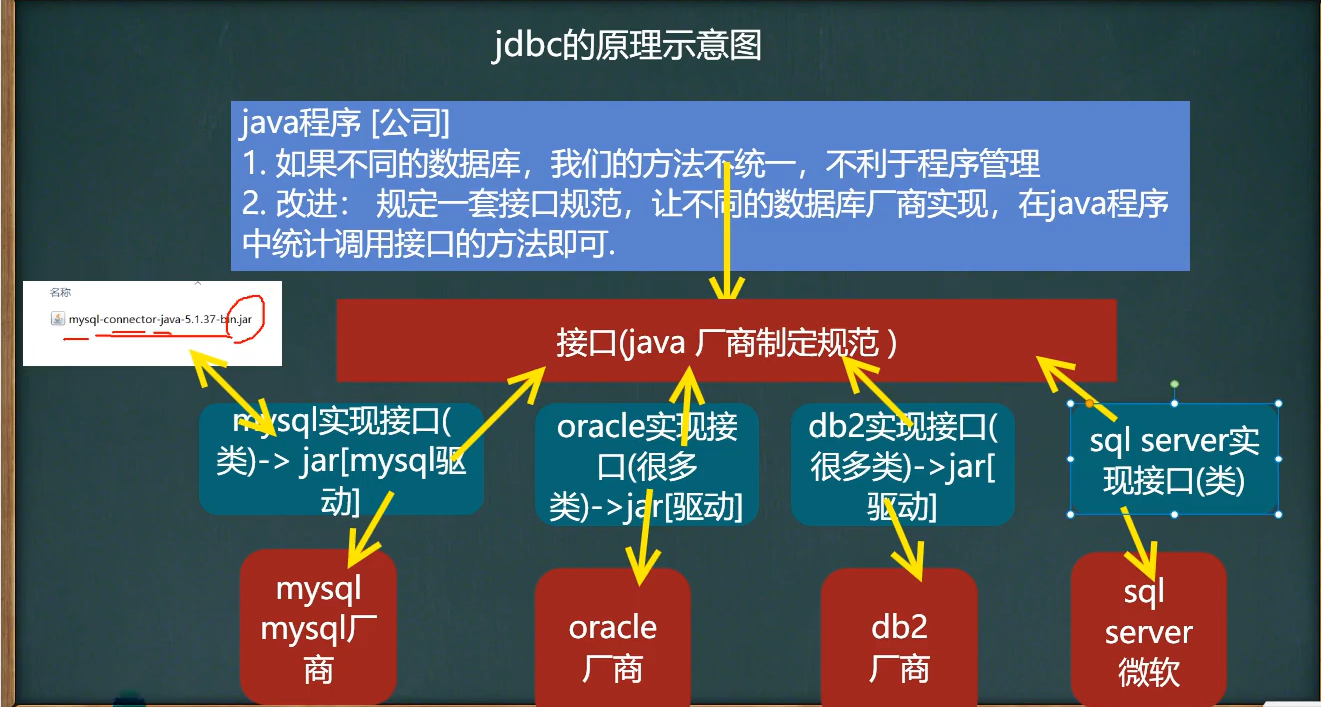 jdbc的原理示意图
java程序 [公司]
1. 如果不同的数据库，我们的方法不统一，不利于程序管理
2. 改进： 规定一套接口规范，让不同的数据库厂商实现，在java程序
中统计调用接口的方法即可.
名称
mysql-connector-java-5.1.37-bin.jar
接口(java 厂商制定规范 )
mysql实现接口(
类)-> jar[mysql驱
动]
oracle实现接
口(很多
类)->jar[驱动]
db2实现接口(
很多类)->jar[
驱动]
sql server实
现接口(类)
mysql
mysql厂
商
oracle
厂商
db2
厂商
sql
server
微软